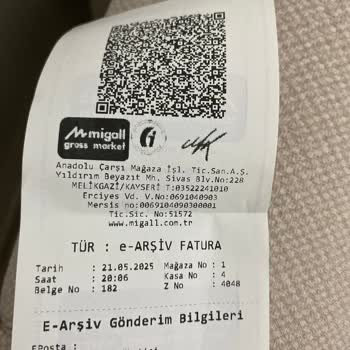 migall
gross market
Anadolu Çarşı Mağaza İşl. Tic.San.A.Ş.
Yıldırım Beyazıt Mh. Sivas Blv.No:228
MELİKGAZİ/KAYSERİ T:03522241010
Erciyes Vd. V.No:0691040903
Mersis no:0069104090300001
Tic.Sic. No:51572
www.migall.com.tr
TÜR : e-ARŞİV FATURA
Tarih : 21.05.2025 Mağaza No : 1
Saat : 20:06 Kasa No : 4
Belge No : 182 Z No : 4048
E-Arşiv Gönderim Bilgileri
EPosta :